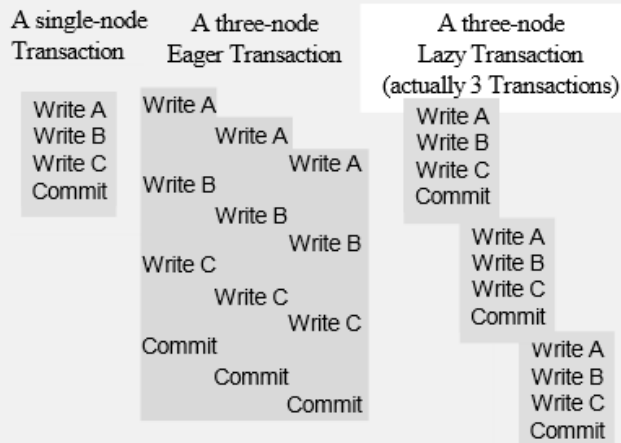 A single-node
Transaction
A three-node
Eager Transaction
A three-node
Lazy Transaction
(actually 3 Transactions)
Write A
Write B
Write C
Commit
Write A
Write A
Write A
Write B
Write B
Write B
Write C
Write C
Write C
Commit
Commit
Commit
Write A
Write B
Write C
Commit
Write A
Write B
Write C
Commit
Write A
Write B
Write C
Commit